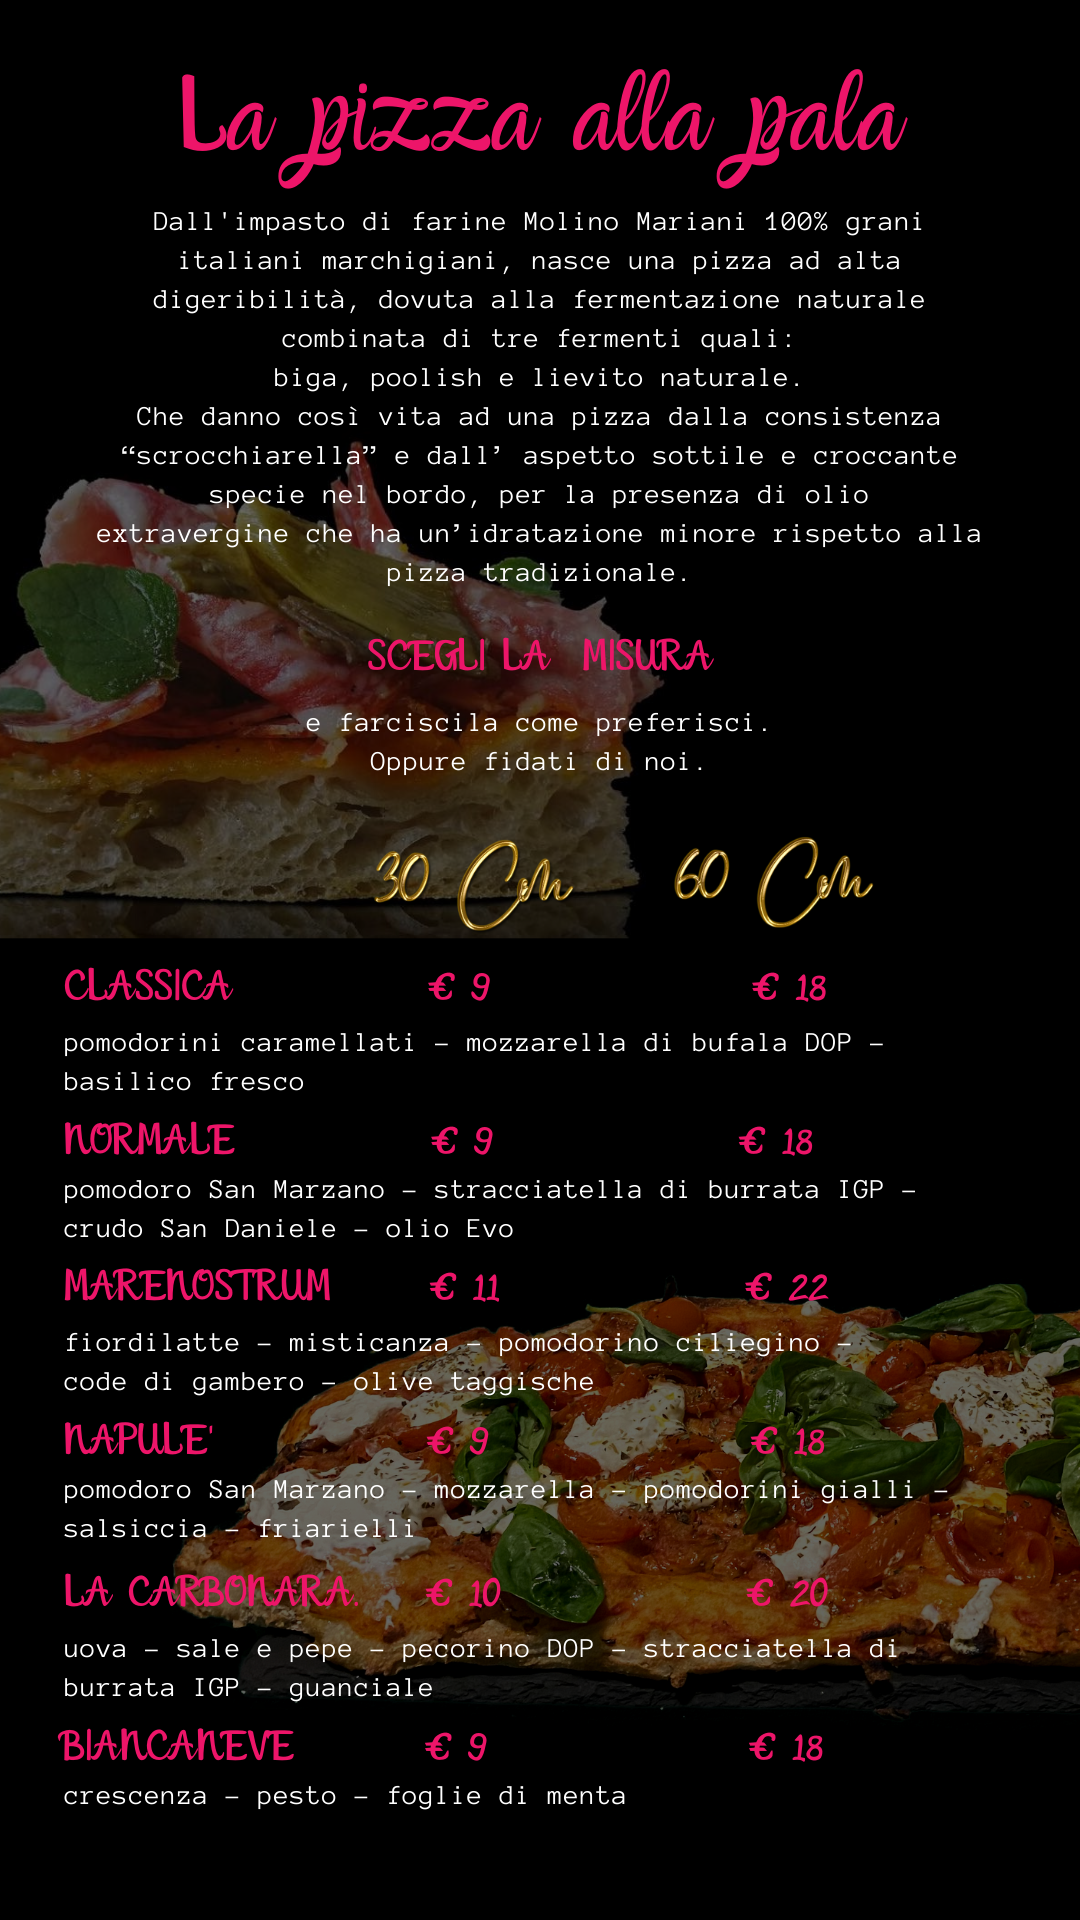 La pizza alla pala
Dall'impasto di farine Molino Mariani 100% grani
italiani marchigiani, nasce una pizza ad alta
digeribilità, dovuta alla fermentazione naturale
combinata di tre fermenti quali:
biga, poolish e lievito naturale.
Che danno così vita ad una pizza dalla consistenza
“scrocchiarella” e dall’ aspetto sottile e croccante
specie nel bordo, per la presenza di olio
extravergine che ha un’idratazione minore rispetto alla
pizza tradizionale.
SCEGLI LA MISURA
e farciscila come preferisci.
Oppure fidati di noi.
30 Cm 60 Cm
CLASSICA € 9 € 18
pomodorini caramellati - mozzarella di bufala DOP -
basilico fresco
NORMALE € 9 € 18
pomodoro San Marzano - stracciatella di burrata IGP -
crudo San Daniele - olio Evo
MARENOSTRUM € 11 € 22
fiordilatte - misticanza - pomodorino ciliegino -
code di gambero - olive taggische
NAPULE' € 9 € 18
pomodoro San Marzano - mozzarella - pomodorini gialli -
salsiccia - friarielli
LA CARBONARA. € 10 € 20
uova - sale e pepe - pecorino DOP - stracciatella di
burrata IGP - guanciale
BIANCANEVE € 9 € 18
crescenza - pesto - foglie di menta